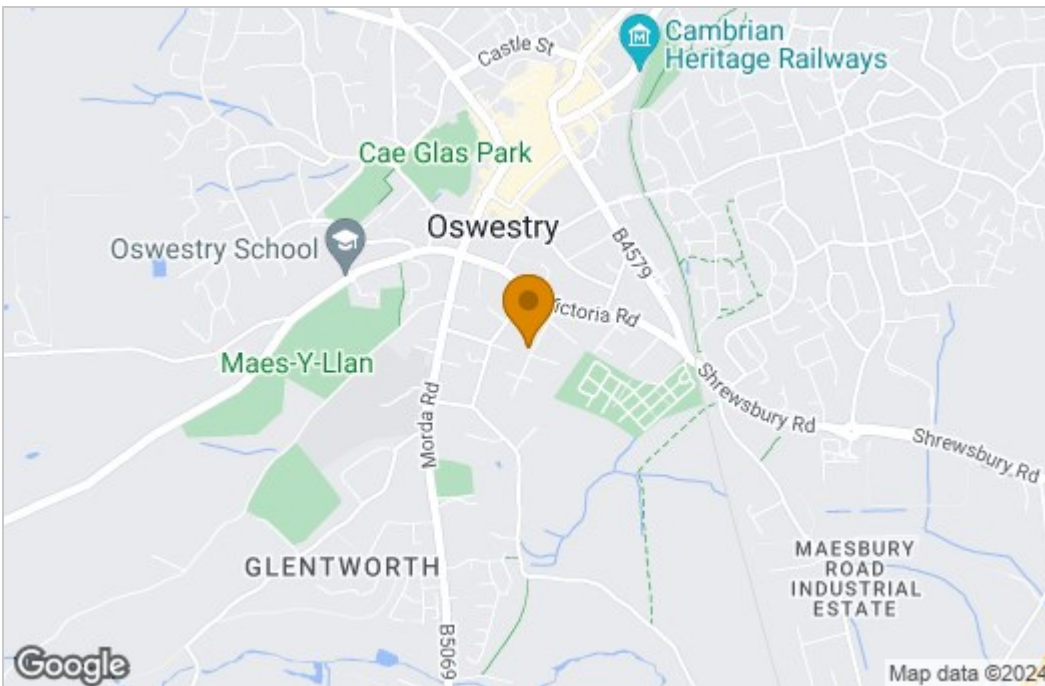 Castle St
Cambrian
Heritage Railways
Cae Glas Park
Oswestry
Oswestry School
B4579
ictoria Rd
Maes-Y-Llan
Morda Rd
Shrewsbury Rd
Shrewsbury Rd
GLENTWORTH
MAESBURY
ROAD
INDUSTRIAL
ESTATE
B5069
Google
Map data ©2024